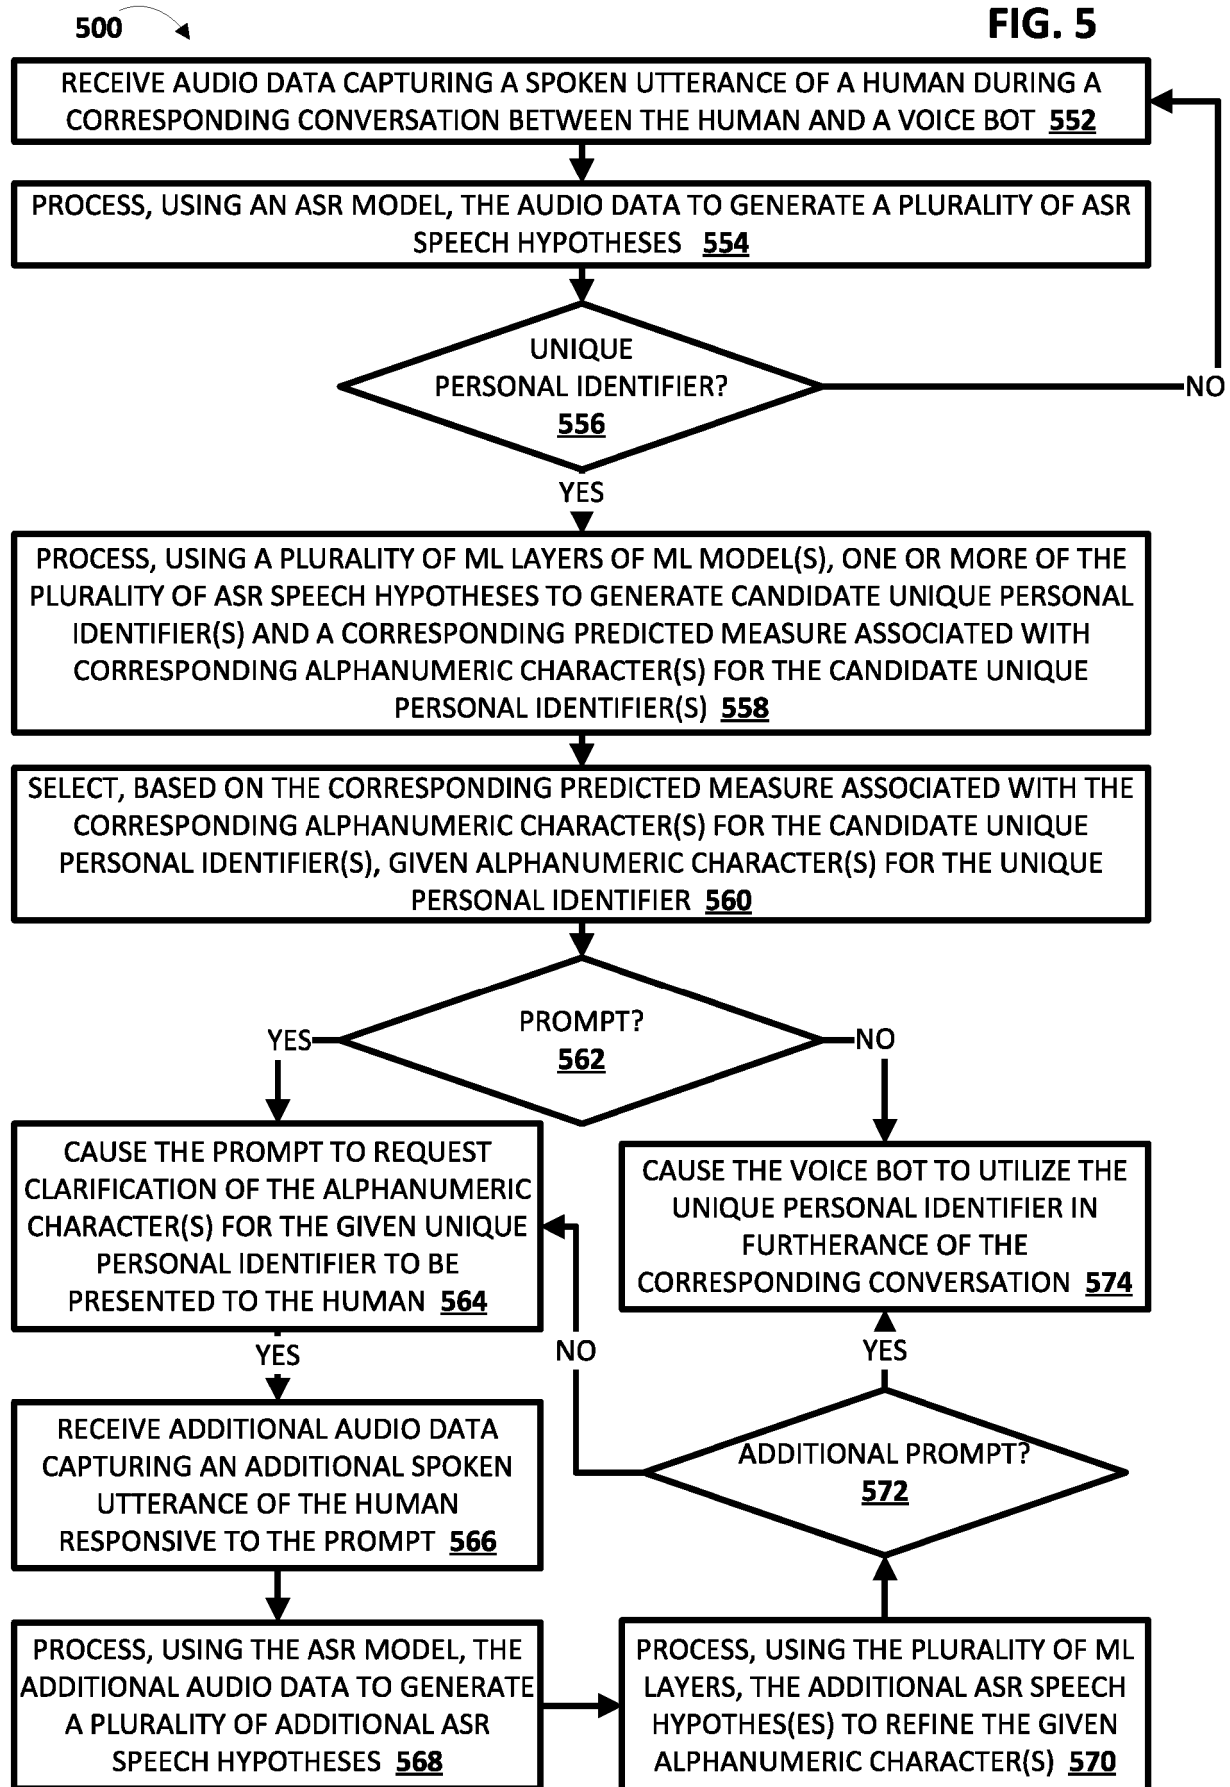 500
FIG. 5
RECEIVE AUDIO DATA CAPTURING A SPOKEN UTTERANCE OF A HUMAN DURING A
CORRESPONDING CONVERSATION BETWEEN THE HUMAN AND A VOICE BOT 552
PROCESS, USING AN ASR MODEL, THE AUDIO DATA TO GENERATE A PLURALITY OF ASR
SPEECH HYPOTHESES 554
UNIQUE
PERSONAL IDENTIFIER?
556
NO
YES
PROCESS, USING A PLURALITY OF ML LAYERS OF ML MODEL(S), ONE OR MORE OF THE
PLURALITY OF ASR SPEECH HYPOTHESES TO GENERATE CANDIDATE UNIQUE PERSONAL
IDENTIFIER(S) AND A CORRESPONDING PREDICTED MEASURE ASSOCIATED WITH
CORRESPONDING ALPHANUMERIC CHARACTER(S) FOR THE CANDIDATE UNIQUE
PERSONAL IDENTIFIER(S) 558
SELECT, BASED ON THE CORRESPONDING PREDICTED MEASURE ASSOCIATED WITH THE
CORRESPONDING ALPHANUMERIC CHARACTER(S) FOR THE CANDIDATE UNIQUE
PERSONAL IDENTIFIER(S), GIVEN ALPHANUMERIC CHARACTER(S) FOR THE UNIQUE
PERSONAL IDENTIFIER 560
PROMPT?
562
YES
NO
CAUSE THE PROMPT TO REQUEST
CLARIFICATION OF THE ALPHANUMERIC
CHARACTER(S) FOR THE GIVEN UNIQUE
PERSONAL IDENTIFIER TO BE
PRESENTED TO THE HUMAN 564
CAUSE THE VOICE BOT TO UTILIZE THE
UNIQUE PERSONAL IDENTIFIER IN
FURTHERANCE OF THE
CORRESPONDING CONVERSATION 574
YES
NO
YES
RECEIVE ADDITIONAL AUDIO DATA
CAPTURING AN ADDITIONAL SPOKEN
UTTERANCE OF THE HUMAN
RESPONSIVE TO THE PROMPT 566
ADDITIONAL PROMPT?
572
PROCESS, USING THE ASR MODEL, THE
ADDITIONAL AUDIO DATA TO GENERATE
A PLURALITY OF ADDITIONAL ASR
SPEECH HYPOTHESES 568
PROCESS, USING THE PLURALITY OF ML
LAYERS, THE ADDITIONAL ASR SPEECH
HYPOTHES(ES) TO REFINE THE GIVEN
ALPHANUMERIC CHARACTER(S) 570